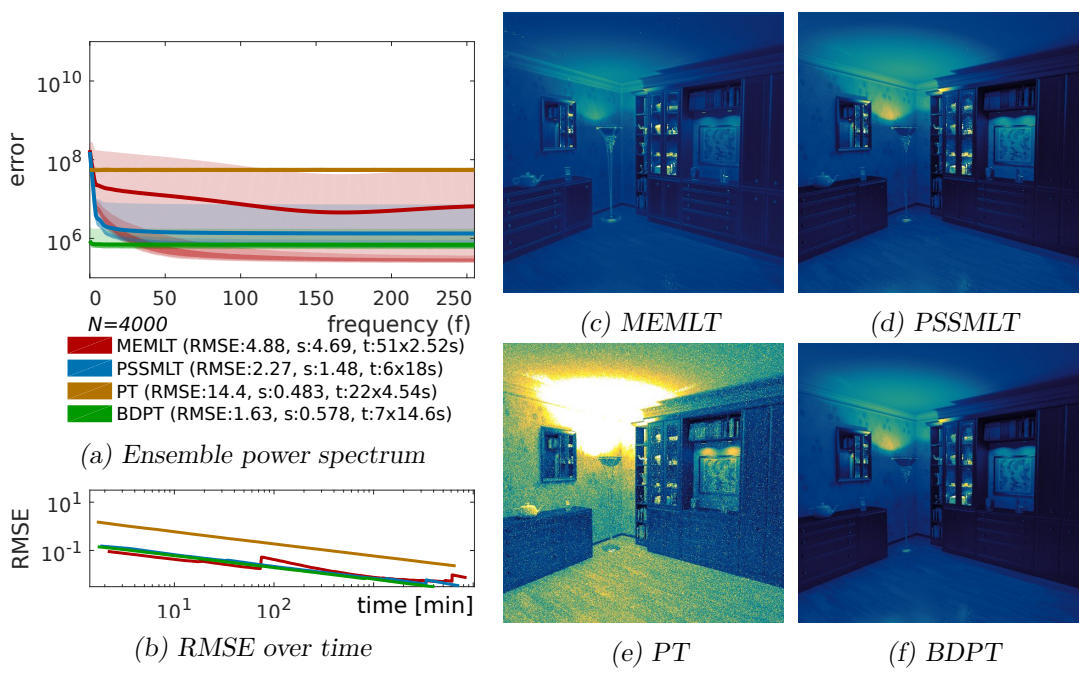 10^10
10^8
10^6
error
0 50 100 150 200 250
N=4000 frequency (f)
MEMLT (RMSE:4.88, s:4.69, t:51x2.52s)
PSSMLT (RMSE:2.27, s:1.48, t:6x18s)
PT (RMSE:14.4, s:0.483, t:22x4.54s)
BDPT (RMSE:1.63, s:0.578, t:7x14.6s)
(a) Ensemble power spectrum
10^1
10^-1
RMSE
10^1 10^2 time [min]
(b) RMSE over time
(c) MEMLT
(d) PSSMLT
(e) PT
(f) BDPT